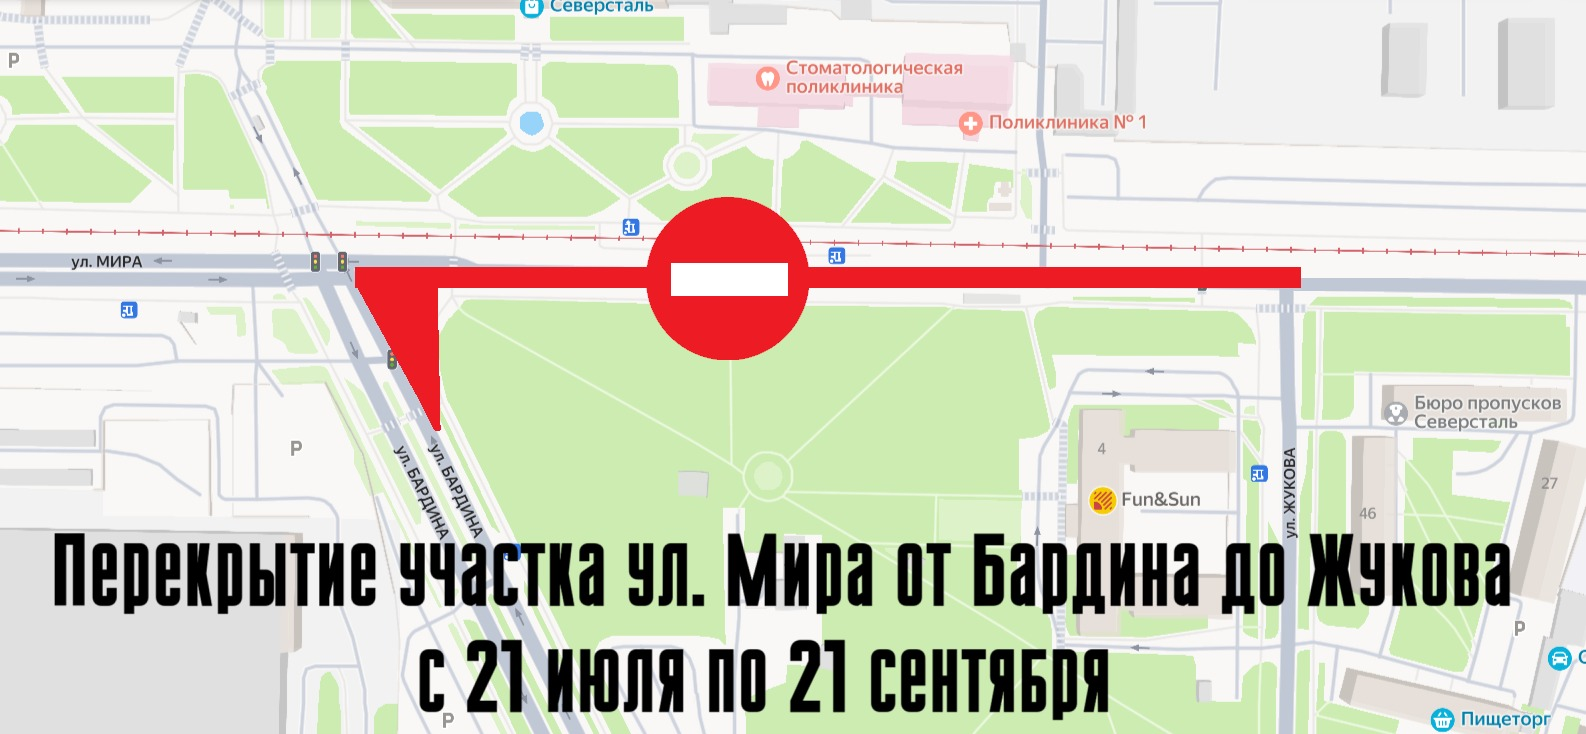 Северсталь
P
Стоматологическая
поликлиника
Поликлиника № 1
ул. МИРА
Бюро пропусков
Северсталь
P
4
ул. БАРДИНА
ул. БАРДИНА
ул. ЖУКОВА
27
Fun&Sun
46
Перекрытие участка ул. Мира от Бардина до Жукова
P
с 21 июля по 21 сентября
P
Пищеторг